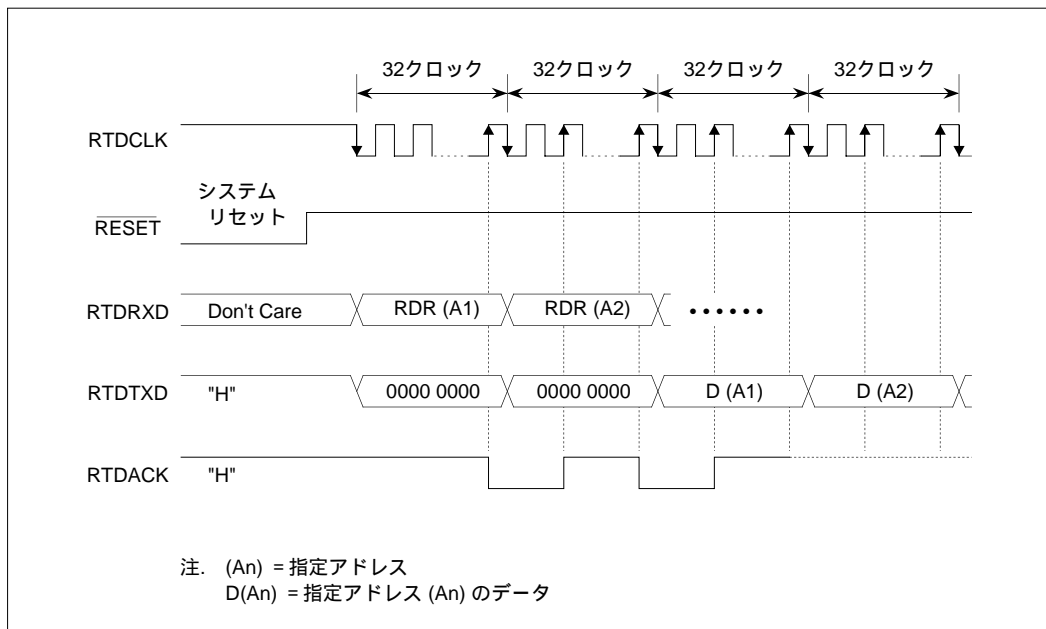 32クロック 32クロック 32クロック 32クロック
RTDCLK
システム
リセット
RESET
RTDRXD Don't Care RDR (A1) RDR (A2) ••••••
RTDTXD "H" 0000 0000 0000 0000 D (A1) D (A2)
RTDACK "H"
注. (An) = 指定アドレス
D(An) = 指定アドレス (An) のデータ